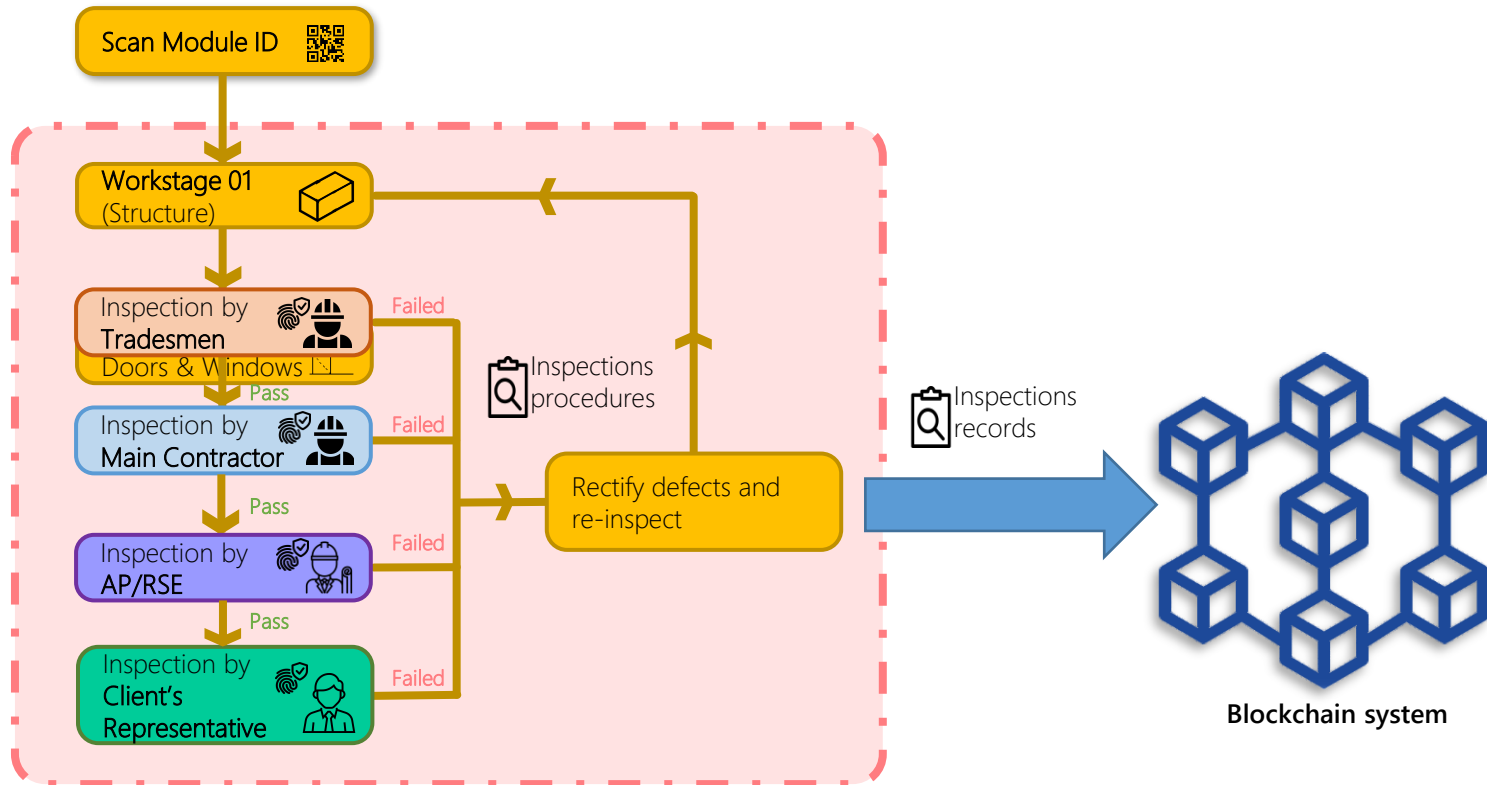 Scan Module ID
Workstage 01
(Structure)
Inspection by
Tradesmen
Failed
Doors & Windows
Pass
Inspection by
Main Contractor
Failed
Pass
Inspection by
AP/RSE
Failed
Pass
Inspection by
Client's
Representative
Failed
Inspections
procedures
Rectify defects and
re-inspect
Inspections
records
Blockchain system